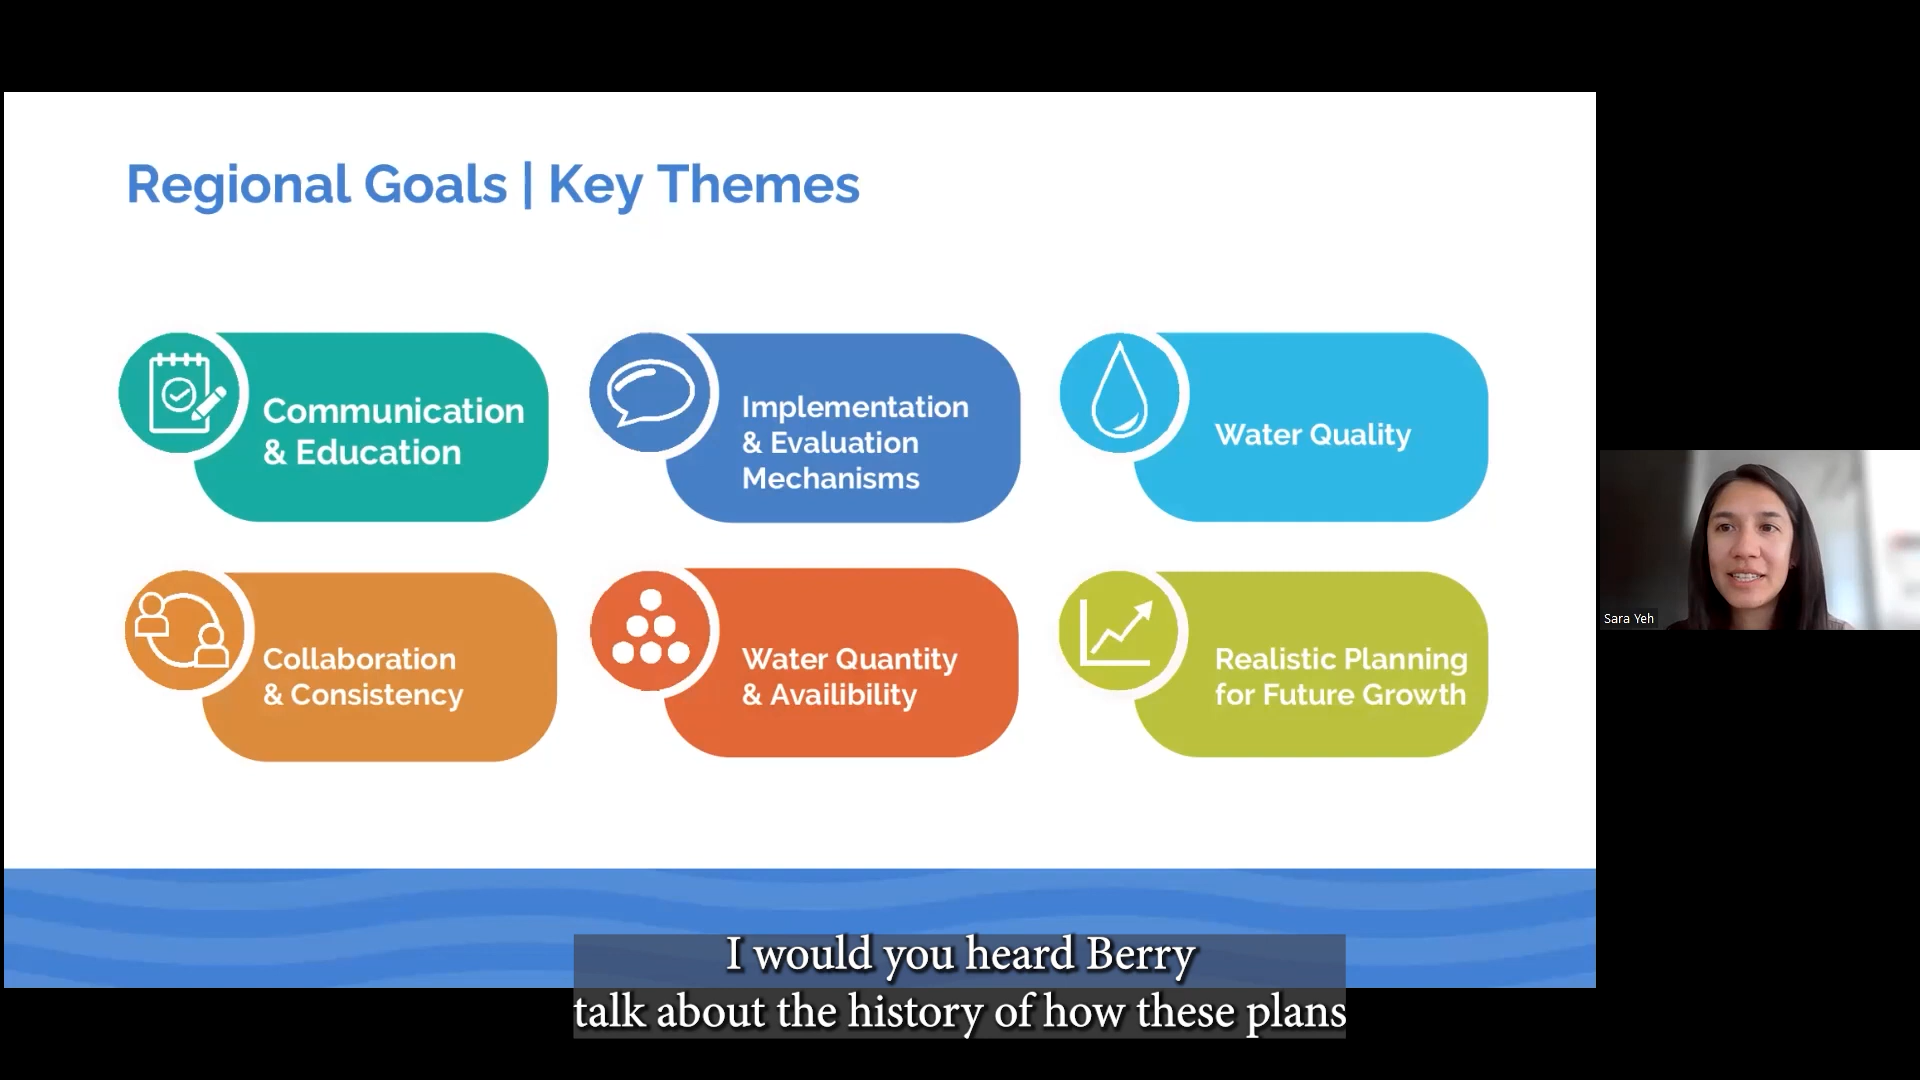 Regional Goals | Key Themes
Communication
& Education
Implementation
& Evaluation
Mechanisms
Water Quality
Collaboration
& Consistency
Water Quantity
& Availibility
Realistic Planning
for Future Growth
Sara Yeh
I would you heard Berry
talk about the history of how these plans